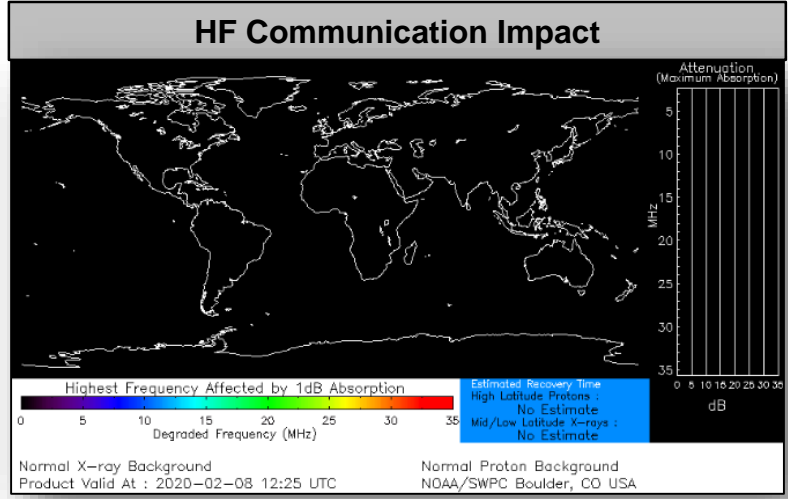 HF Communication Impact
Attenuation
(Maximum Absorption)
5
10
15
20
25
30
35
MHz
0 5 10 15 20 25 30 35
dB
Highest Frequency Affected by 1dB Absorption
0 5 10 15 20 25 30 35
Degraded Frequency (MHz)
Estimated Recovery Time
High Latitude Protons :
No Estimate
Mid/Low Latitude X-rays :
No Estimate
Normal X-ray Background
Normal Proton Background
Product Valid At : 2020-02-08 12:25 UTC
NOAA/SWPC Boulder, CO USA